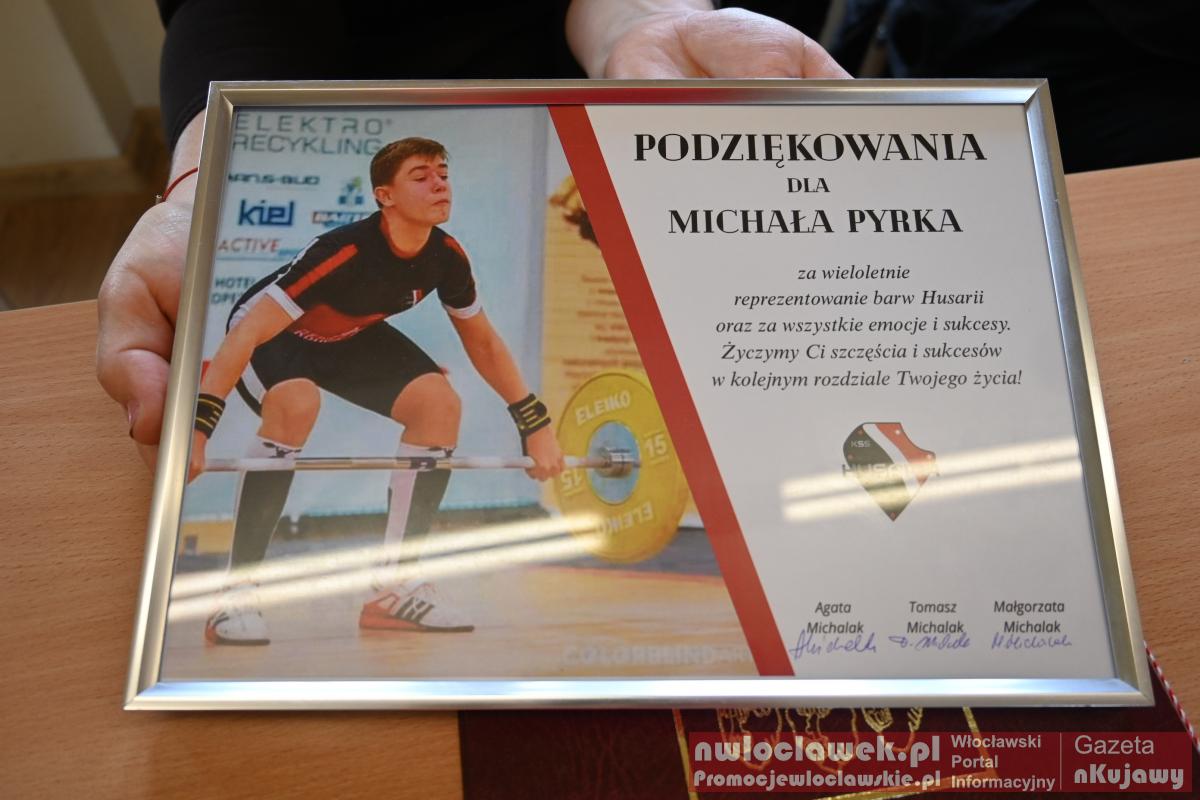 ELEKTRO®
RECYKLING
kiel
ACTIVE
HOTEL
ELEIKO
15
15
ELEIKO
COLORBLIND
PODZIĘKOWANIA
DLA
MICHAŁA PYRKA
za wieloletnie
reprezentowanie barw Husarii
oraz za wszystkie emocje i sukcesy.
Życzymy Ci szczęścia i sukcesów
w kolejnym rozdziale Twojego życia!
KSS
Agata
Michalak
Tomasz
Michalak
Małgorzata
Michalak
nwloclawek.pl
Promocjewloclawskie.pl
Włocławski
Portal
Informacyjny
Gazeta
nKujawy